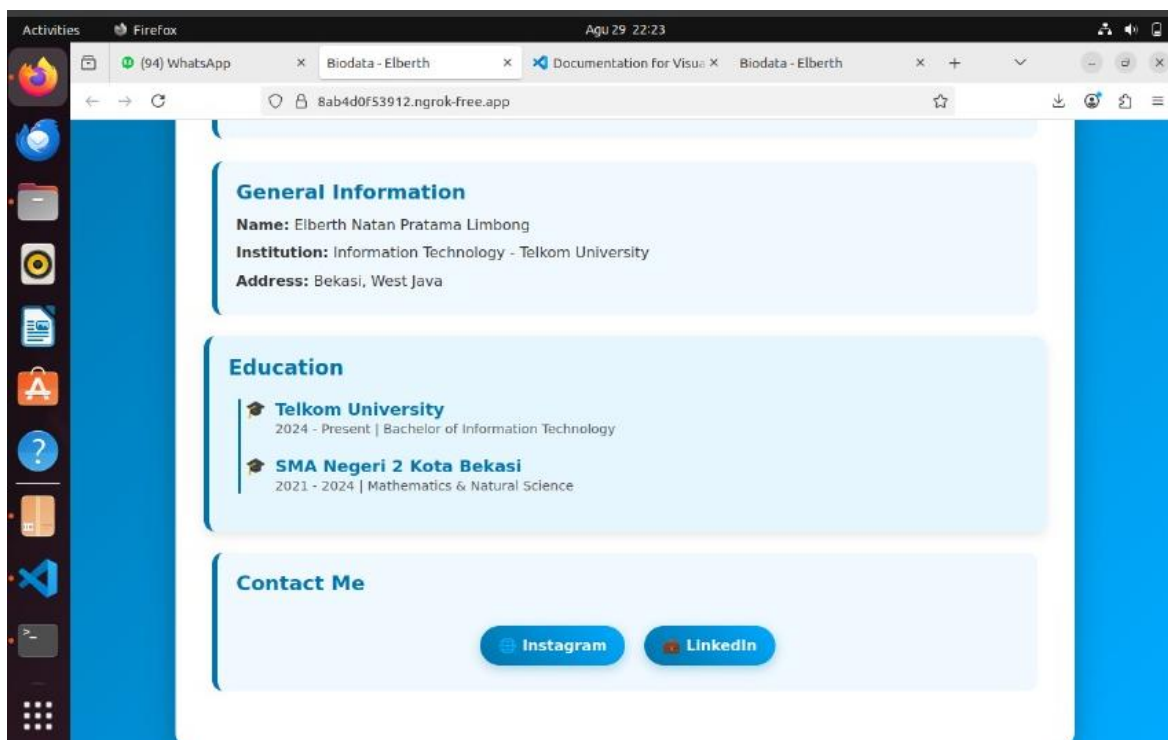 Activities Firefox Agu 29 22:23
(94) WhatsApp Biodata - Elberth Documentation for Visua Biodata - Elberth
8ab4d0f53912.ngrok-free.app
General Information
Name: Elberth Natan Pratama Limbong
Institution: Information Technology - Telkom University
Address: Bekasi, West Java
Education
Telkom University
2024 - Present | Bachelor of Information Technology
SMA Negeri 2 Kota Bekasi
2021 - 2024 | Mathematics & Natural Science
Contact Me
Instagram LinkedIn